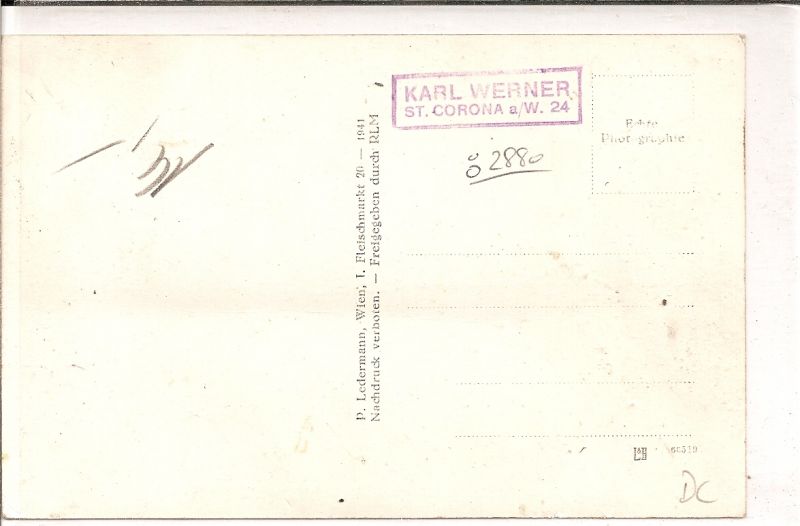 KARL WERNER
ST. CORONA a/W. 24
Echte
Photographie
ö 2880
P. Ledermann, Wien, I. Fleischmarkt 20 — 1941
Nachdruck verboten. — Freigegeben durch RLM
DC